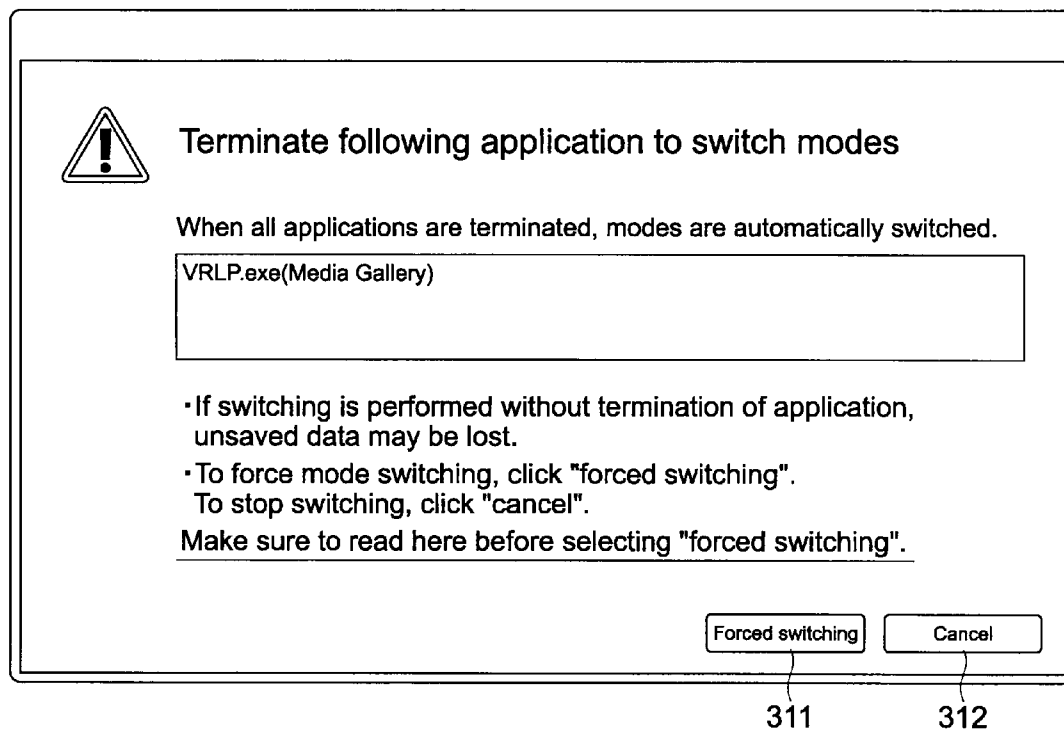 Terminate following application to switch modes
When all applications are terminated, modes are automatically switched.
VRLP.exe(Media Gallery)
・If switching is performed without termination of application,
unsaved data may be lost.
・To force mode switching, click "forced switching".
To stop switching, click "cancel".
Make sure to read here before selecting "forced switching".
Forced switching Cancel
311 312